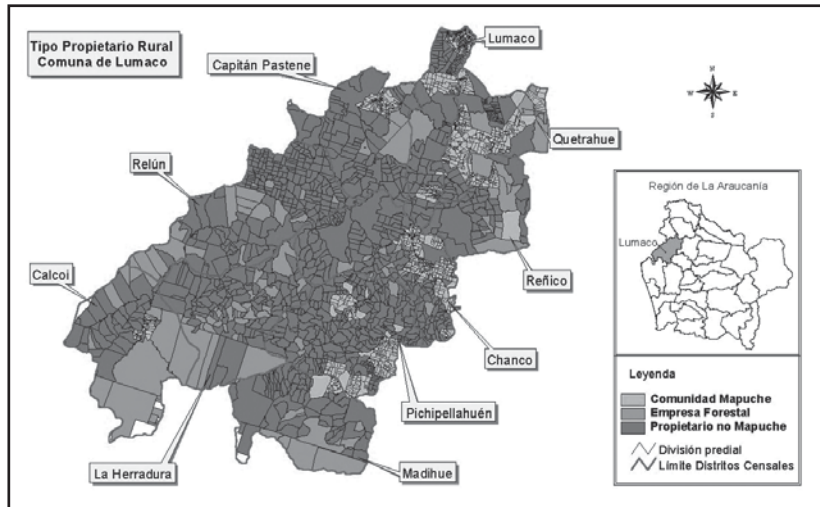 Tipo Propietario Rural
Comuna de Lumaco
Lumaco
Capitán Pastene
N
W
E
S
Quetrahue
Relún
Región de La Araucanía
Lumaco
Calcoi
Reñico
Chanco
Pichipellahuén
La Herradura
Madihue
Leyenda
Comunidad Mapuche
Empresa Forestal
Propietario no Mapuche
División predial
Límite Distritos Censales